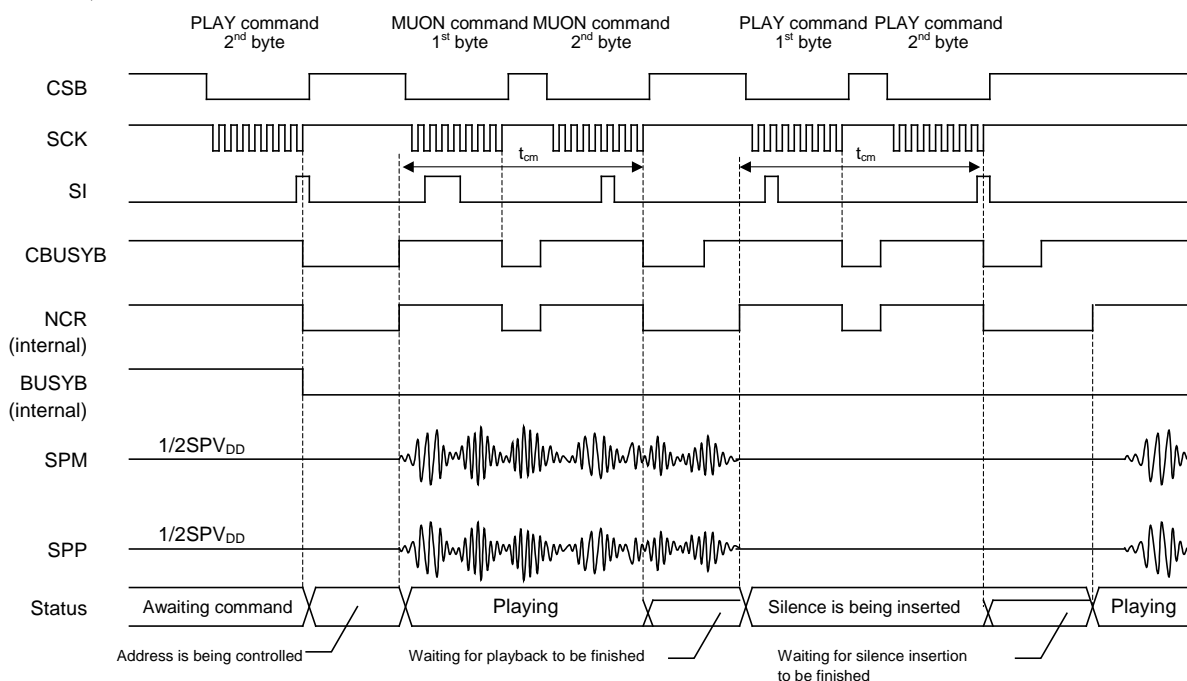 PLAY command
2nd byte
MUON command
1st byte
MUON command
2nd byte
PLAY command
1st byte
PLAY command
2nd byte
CSB
SCK
tcm
tcm
SI
CBUSYB
NCR
(internal)
BUSYB
(internal)
1/2SPVDD
SPM
1/2SPVDD
SPP
Status
Awaiting command
Playing
Silence is being inserted
Playing
Address is being controlled
Waiting for playback to be finished
Waiting for silence insertion
to be finished